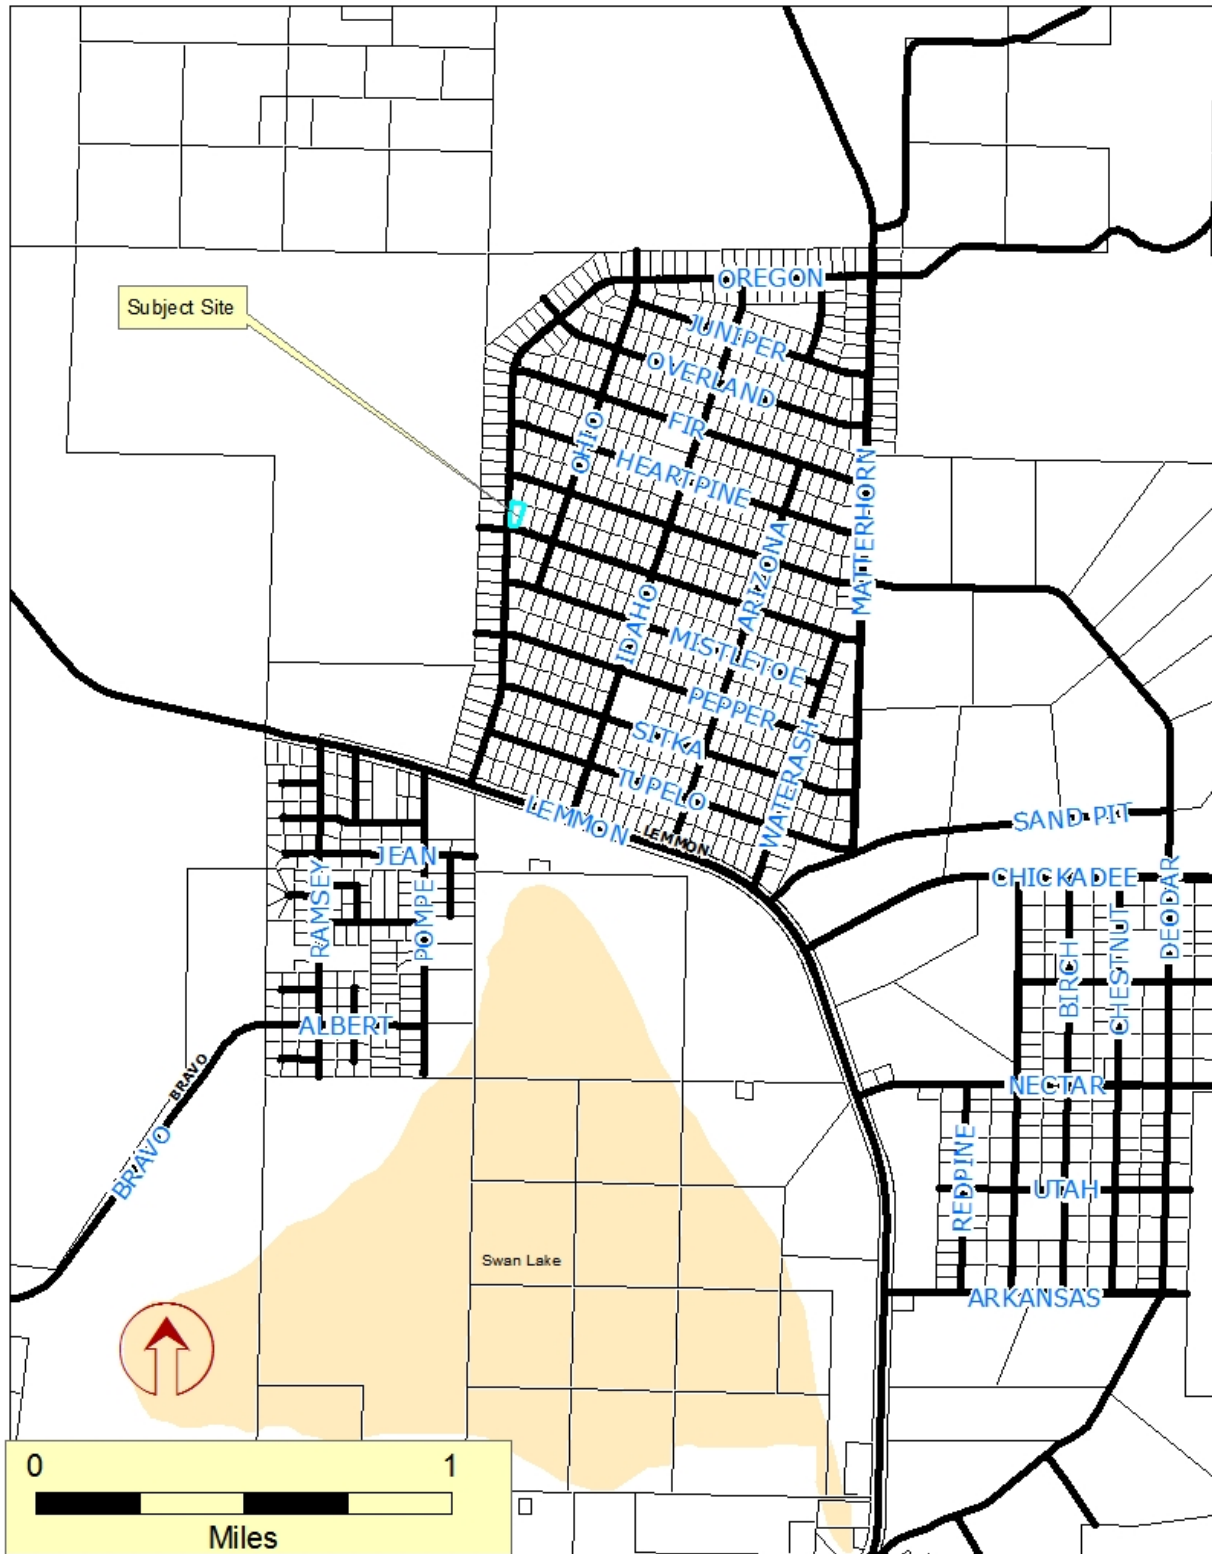 OREGON
Subject Site
JUNIPER
OVERLAND
FIR
OHIO
HEARTPINE
MATTERHORN
ARIZONA
IDAHO
MISTLETOE
PEPPER
SITKA
WATERASH
TUPELO
LEMMON
LEMMON
SAND PIT
JEAN
CHICKADEE
RAMSEY
POMPE
DEODAR
BIRCH
CHESTNUT
ALBERT
BRAVO
NECTAR
BRAVO
REDPINE
UTAH
Swan Lake
ARKANSAS
0 1
Miles